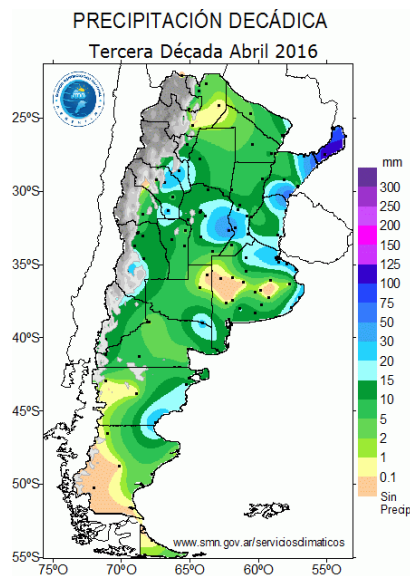 PRECIPITACIÓN DECÁDICA
Tercera Década Abril 2016
25ºS
30ºS
35ºS
40ºS
45ºS
50ºS
55ºS
75ºO 70ºO 65ºO 60ºO 55ºO
mm
300
250
200
150
125
100
75
50
30
20
15
10
5
2
1
0.1
Sin
Precip
www.smn.gov.ar/serviciosdimaticos